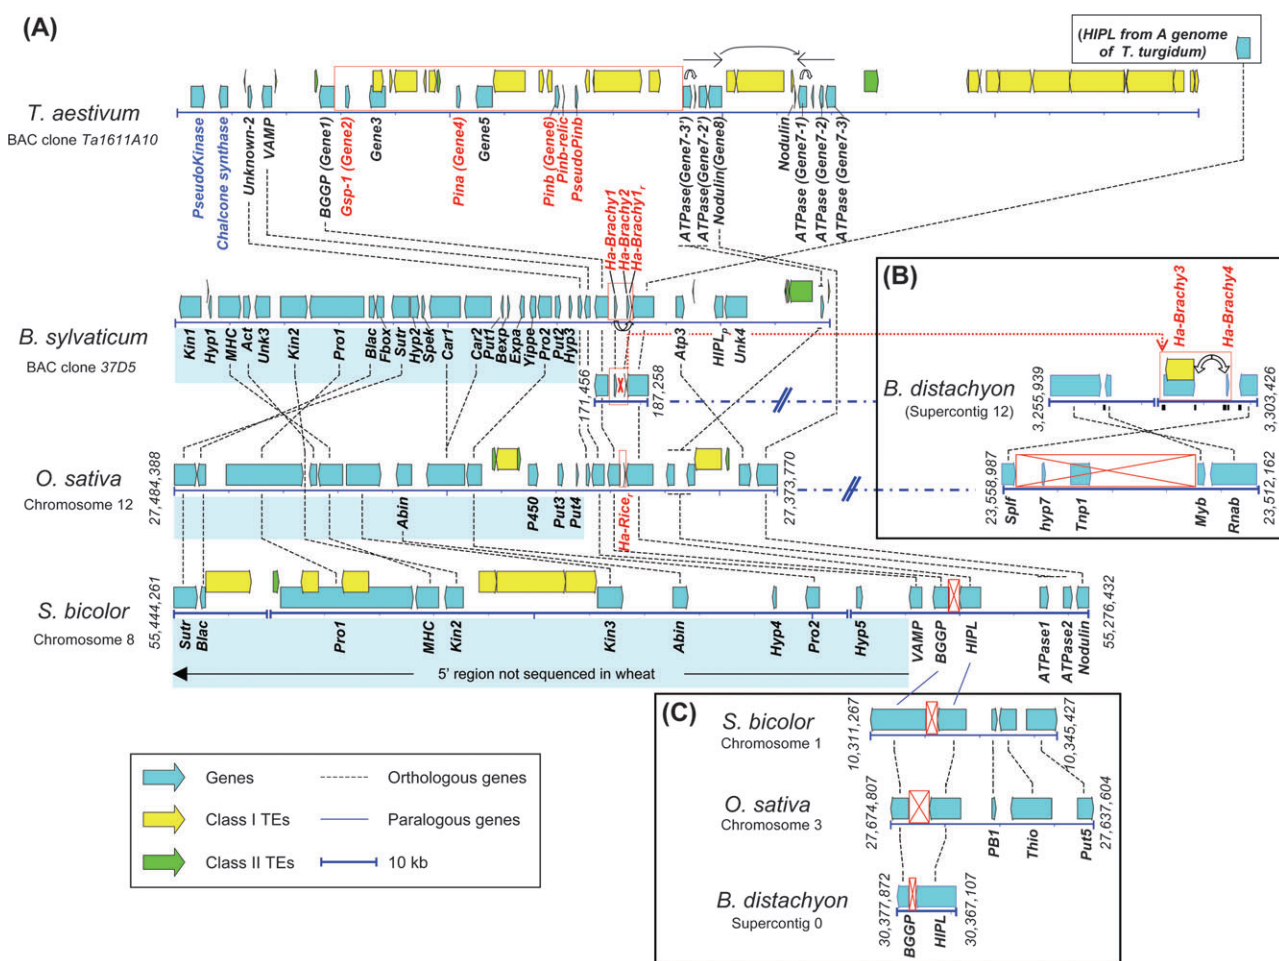 (A)
(HIPL from A genome
of T. turgidum)
T. aestivum
BAC clone Ta1611A10
PseudoKinase
Chalcone synthase
Unknown-2
VAMP
BGGP (Gene1)
Gsp-1 (Gene2)
Gene3
Pina (Gene4)
Gene5
Pinb (Gene6)
Pinb-relic
PseudoPinb
ATPase(Gene7-3')
ATPase(Gene7-2')
Nodulin(Gene8)
Nodulin
ATPase (Gene7-1)
ATPase (Gene7-2)
ATPase (Gene7-3)
Ha-Brachy1
Ha-Brachy2
Ha-Brachy1,
B. sylvaticum
BAC clone 37D5
Kin1
Hyp1
MHC
Act
Unk3
Kin2
Pro1
Blac
Fbox
Sutr
Hyp2
Spek
Car1
Car2
Put1
Bexp
Expa
Yippe
Pro2
Put2
Hyp3
Atp3
HIPL,
Unk4
171,456
187,258
(B)
Ha-Brachy3
Ha-Brachy4
B. distachyon
(Supercontig 12)
3,255,939
3,303,426
23,558,987
23,512,162
Splf
hyp7
Tnp1
Myb
Rnab
O. sativa
Chromosome 12
27,484,388
27,373,770
Abin
P450
Put3
Put4
Ha-Rice,
S. bicolor
Chromosome 8
55,444,261
55,276,432
Sutr
Blac
Pro1
MHC
Kin2
Kin3
Abin
Hyp4
Pro2
Hyp5
VAMP
BGGP
HIPL
ATPase1
ATPase2
Nodulin
5' region not sequenced in wheat
(C)
S. bicolor
Chromosome 1
10,311,267
10,345,427
O. sativa
Chromosome 3
27,674,807
27,637,604
PB1
Thio
Put5
B. distachyon
Supercontig 0
30,377,872
30,367,107
BGGP
HIPL
Genes
Orthologous genes
Class I TEs
Paralogous genes
Class II TEs
10 kb